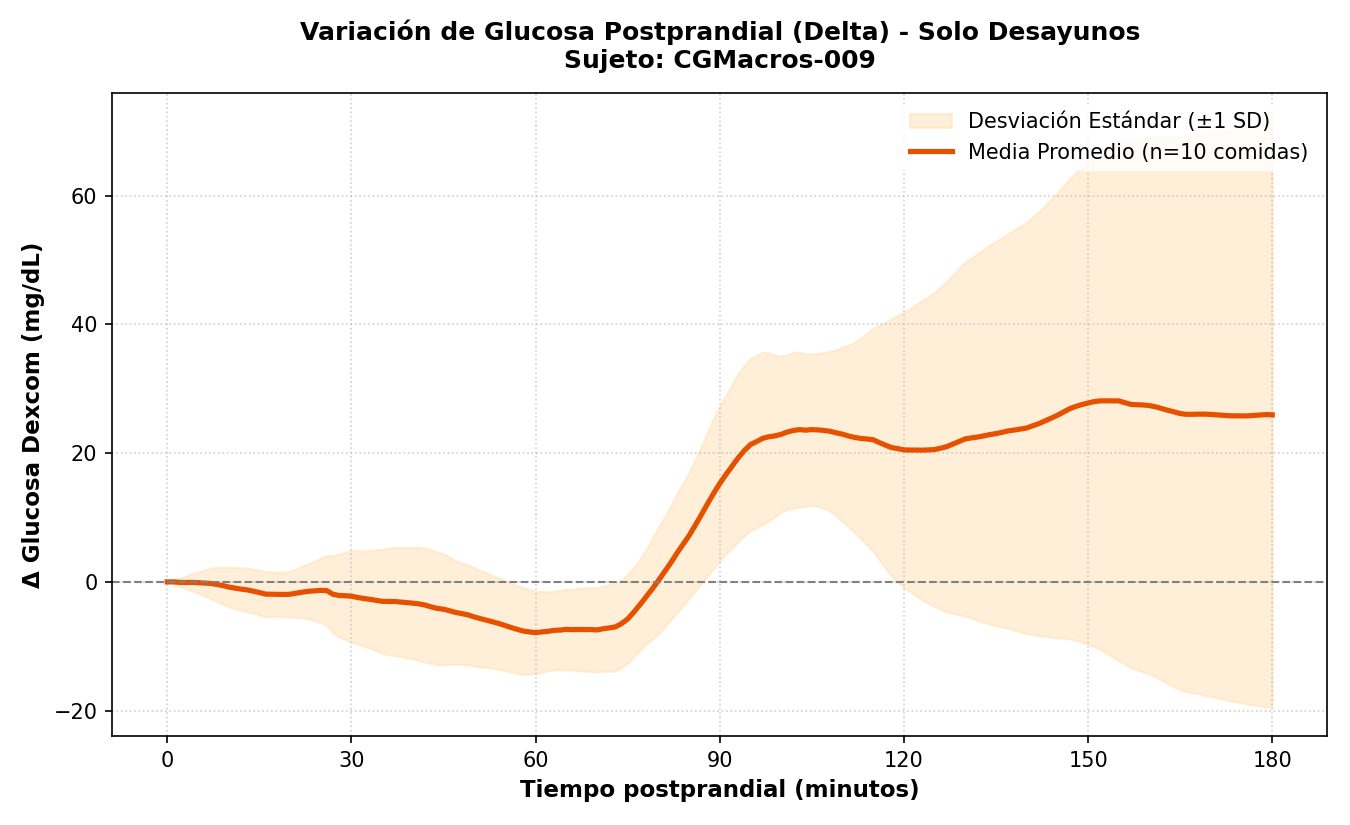 Variación de Glucosa Postprandial (Delta) - Solo Desayunos
Sujeto: CGMacros-009
Desviación Estándar (±1 SD)
Media Promedio (n=10 comidas)
Δ Glucosa Dexcom (mg/dL)
60
40
20
0
−20
0 30 60 90 120 150 180
Tiempo postprandial (minutos)